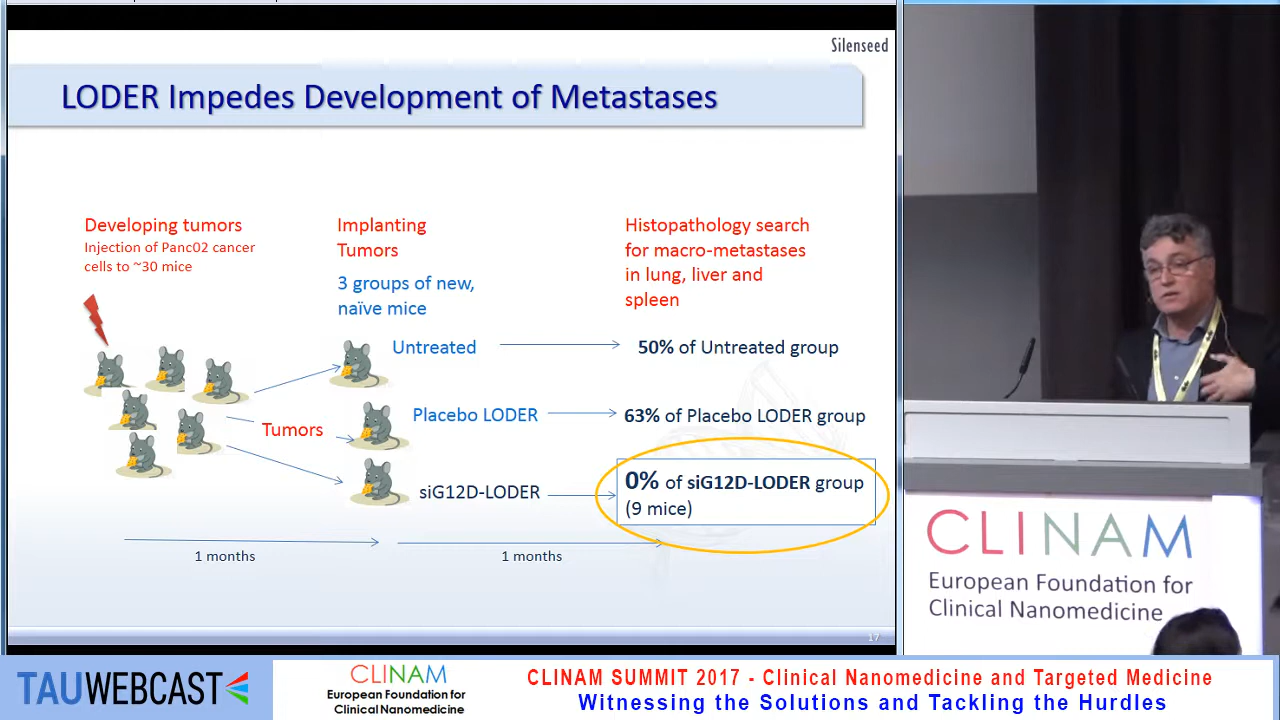 Silenseed
LODER Impedes Development of Metastases
Developing tumors
Injection of Panc02 cancer
cells to ~30 mice
Implanting
Tumors
3 groups of new,
naïve mice
Histopathology search
for macro-metastases
in lung, liver and
spleen
Untreated
50% of Untreated group
Placebo LODER
63% of Placebo LODER group
Tumors
siG12D-LODER
0% of siG12D-LODER group
(9 mice)
1 months
1 months
17
CLINAM
European Foundation for
Clinical Nanomedicine
TAUWEBCAST
CLINAM
European Foundation for
Clinical Nanomedicine
CLINAM SUMMIT 2017 - Clinical Nanomedicine and Targeted Medicine
Witnessing the Solutions and Tackling the Hurdles